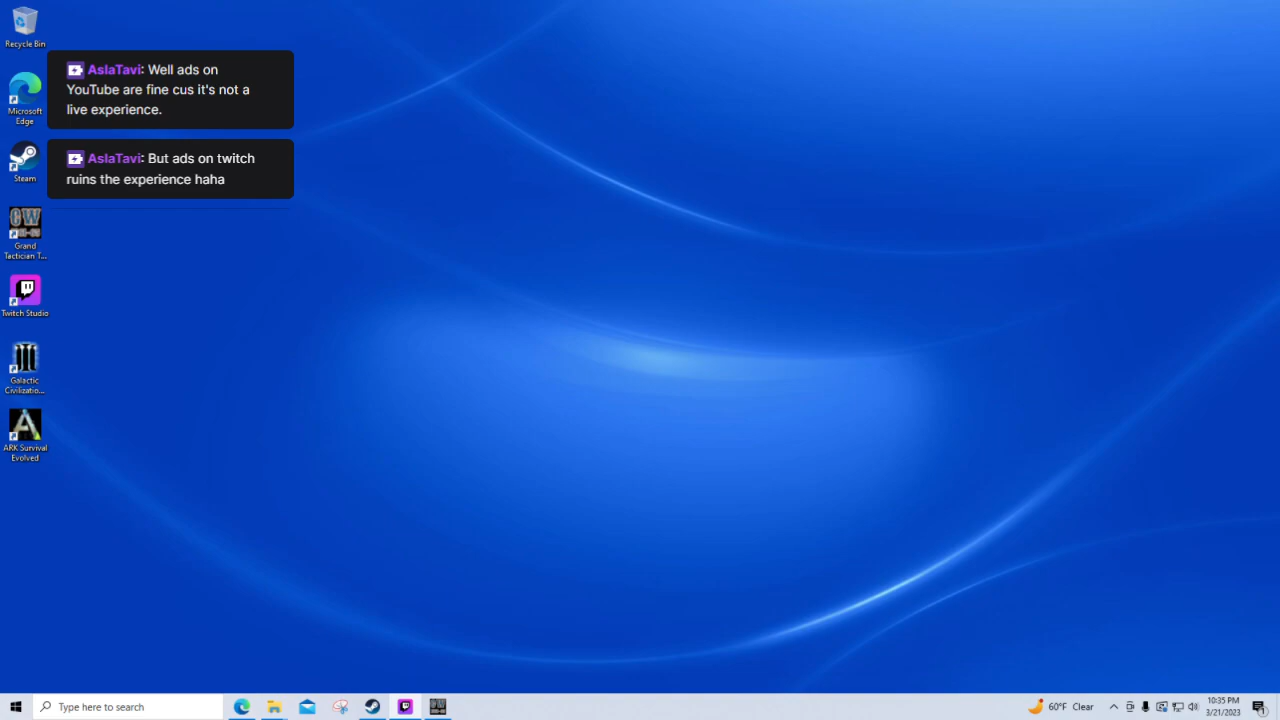 Recycle Bin
AslaTavi: Well ads on
YouTube are fine cus it's not a
live experience.
Microsoft
Edge
AslaTavi: But ads on twitch
ruins the experience haha
Steam
Grand
Tactician T...
Twitch Studio
Galactic
Civilizatio...
ARK Survival
Evolved
Type here to search
60°F Clear
10:35 PM
3/21/2023
1